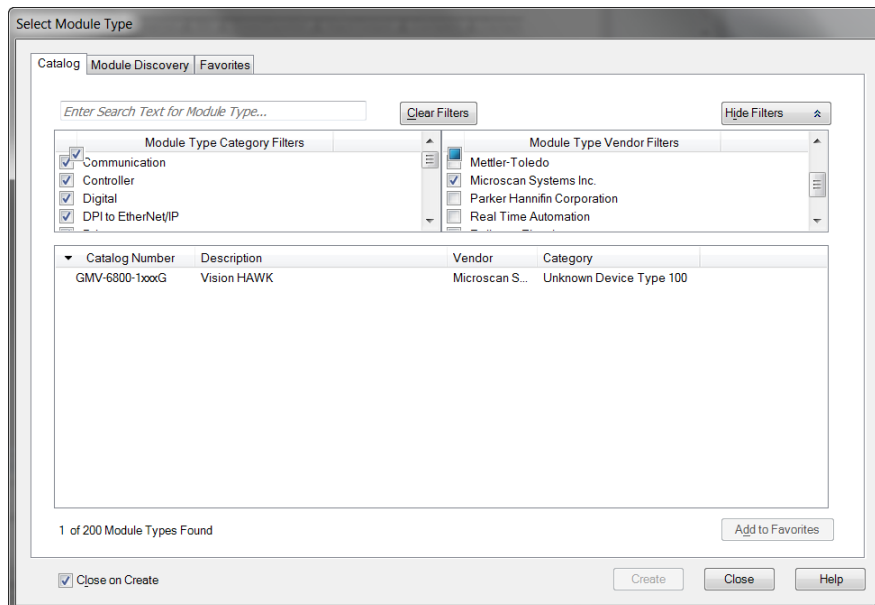 Select Module Type
Catalog Module Discovery Favorites
Enter Search Text for Module Type... Clear Filters Hide Filters
Module Type Category Filters Module Type Vendor Filters
Communication Mettler-Toledo
Controller Microscan Systems Inc.
Digital Parker Hannifin Corporation
DPI to EtherNet/IP Real Time Automation
Catalog Number Description Vendor Category
GMV-6800-1xxxG Vision HAWK Microscan S... Unknown Device Type 100
1 of 200 Module Types Found Add to Favorites
Close on Create Create Close Help